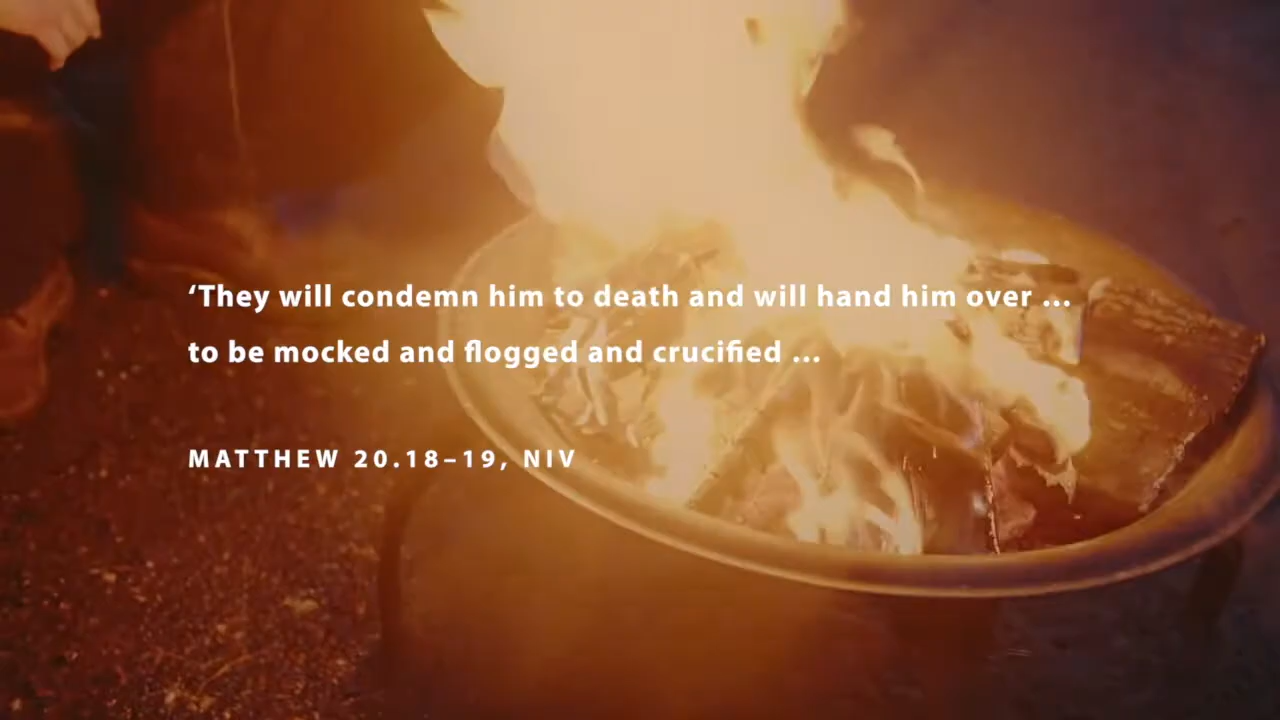 ‘They will condemn him to death and will hand him over ...
to be mocked and flogged and crucified ...
MATTHEW 20.18–19, NIV